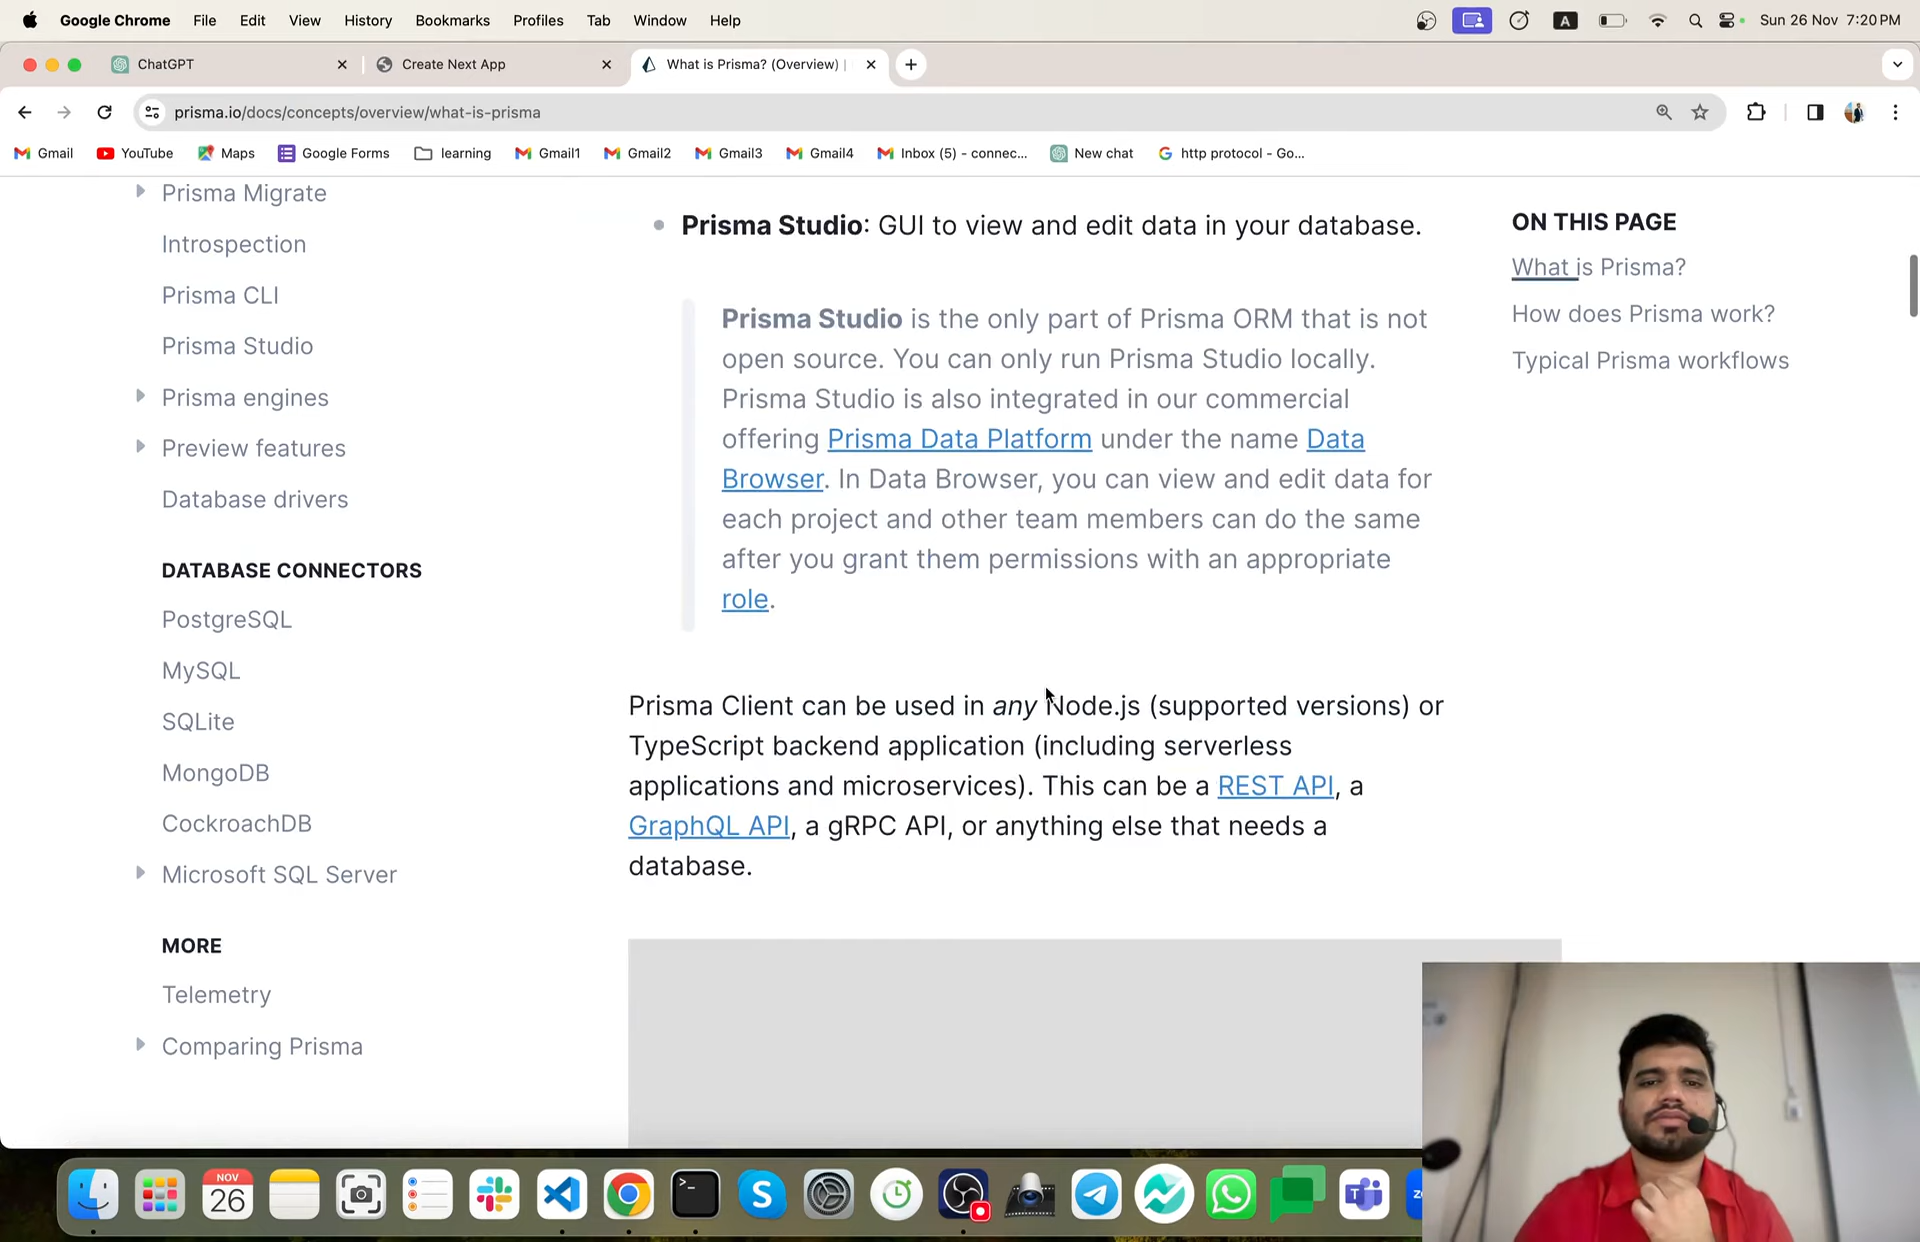 Google Chrome File Edit View History Bookmarks Profiles Tab Window Help A Sun 26 Nov 7:20 PM
ChatGPT Create Next App What is Prisma? (Overview) |
prisma.io/docs/concepts/overview/what-is-prisma
Gmail YouTube Maps Google Forms learning Gmail1 Gmail2 Gmail3 Gmail4 Inbox (5) - connec... New chat http protocol - Go...
Prisma Migrate
Introspection
Prisma CLI
Prisma Studio
Prisma engines
Preview features
Database drivers
DATABASE CONNECTORS
PostgreSQL
MySQL
SQLite
MongoDB
CockroachDB
Microsoft SQL Server
MORE
Telemetry
Comparing Prisma
Prisma Studio: GUI to view and edit data in your database.
Prisma Studio is the only part of Prisma ORM that is not
open source. You can only run Prisma Studio locally.
Prisma Studio is also integrated in our commercial
offering Prisma Data Platform under the name Data
Browser. In Data Browser, you can view and edit data for
each project and other team members can do the same
after you grant them permissions with an appropriate
role.
Prisma Client can be used in any Node.js (supported versions) or
TypeScript backend application (including serverless
applications and microservices). This can be a REST API, a
GraphQL API, a gRPC API, or anything else that needs a
database.
ON THIS PAGE
What is Prisma?
How does Prisma work?
Typical Prisma workflows
NOV
26